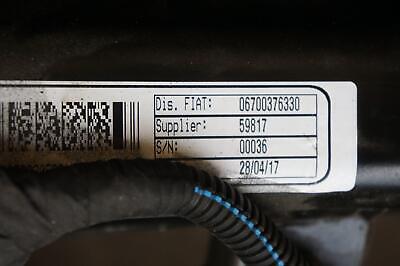 Dis. FIAT: 06700376330
Supplier: 59817
S/N: 00036
28/04/17